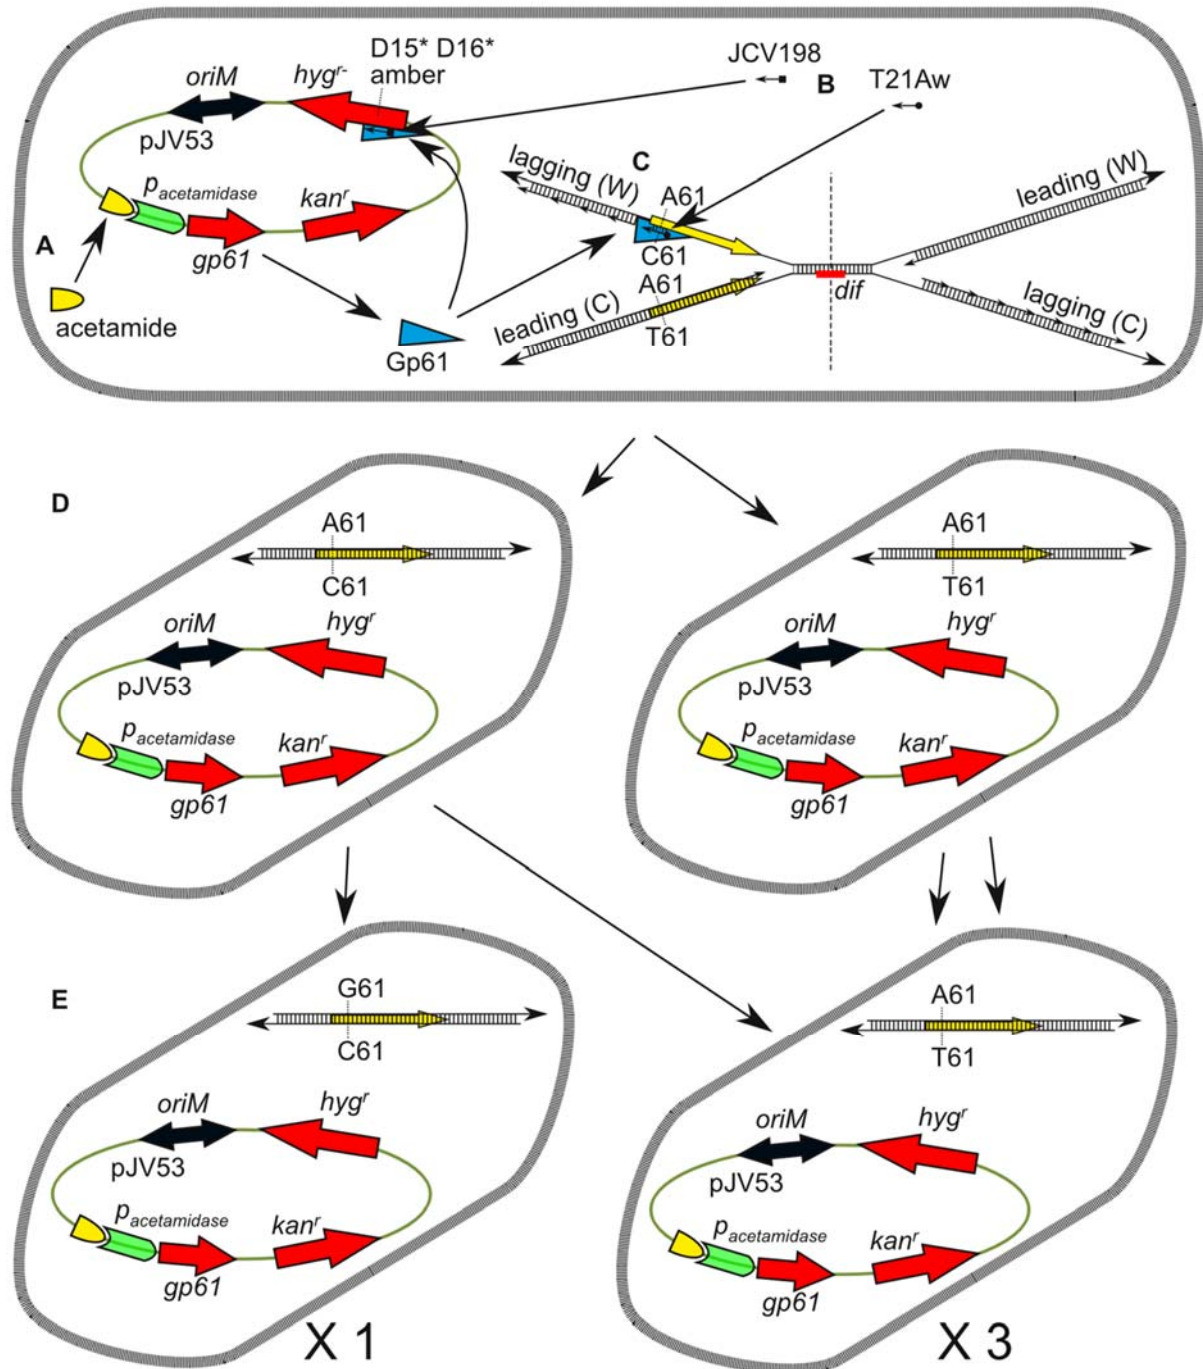 D15* D16*
amber
oriM
hyg^r-
pJV53
JCV198
B
T21Aw
p_acetamidase
kan^r
gp61
A
acetamide
Gp61
lagging (W)
C
A61
C61
A61
T61
leading (C)
leading (W)
dif
lagging (C)
D
A61
C61
oriM
hyg^r
pJV53
p_acetamidase
kan^r
gp61
A61
T61
oriM
hyg^r
pJV53
p_acetamidase
kan^r
gp61
E
G61
C61
oriM
hyg^r
pJV53
p_acetamidase
kan^r
gp61
X 1
A61
T61
oriM
hyg^r
pJV53
p_acetamidase
kan^r
gp61
X 3